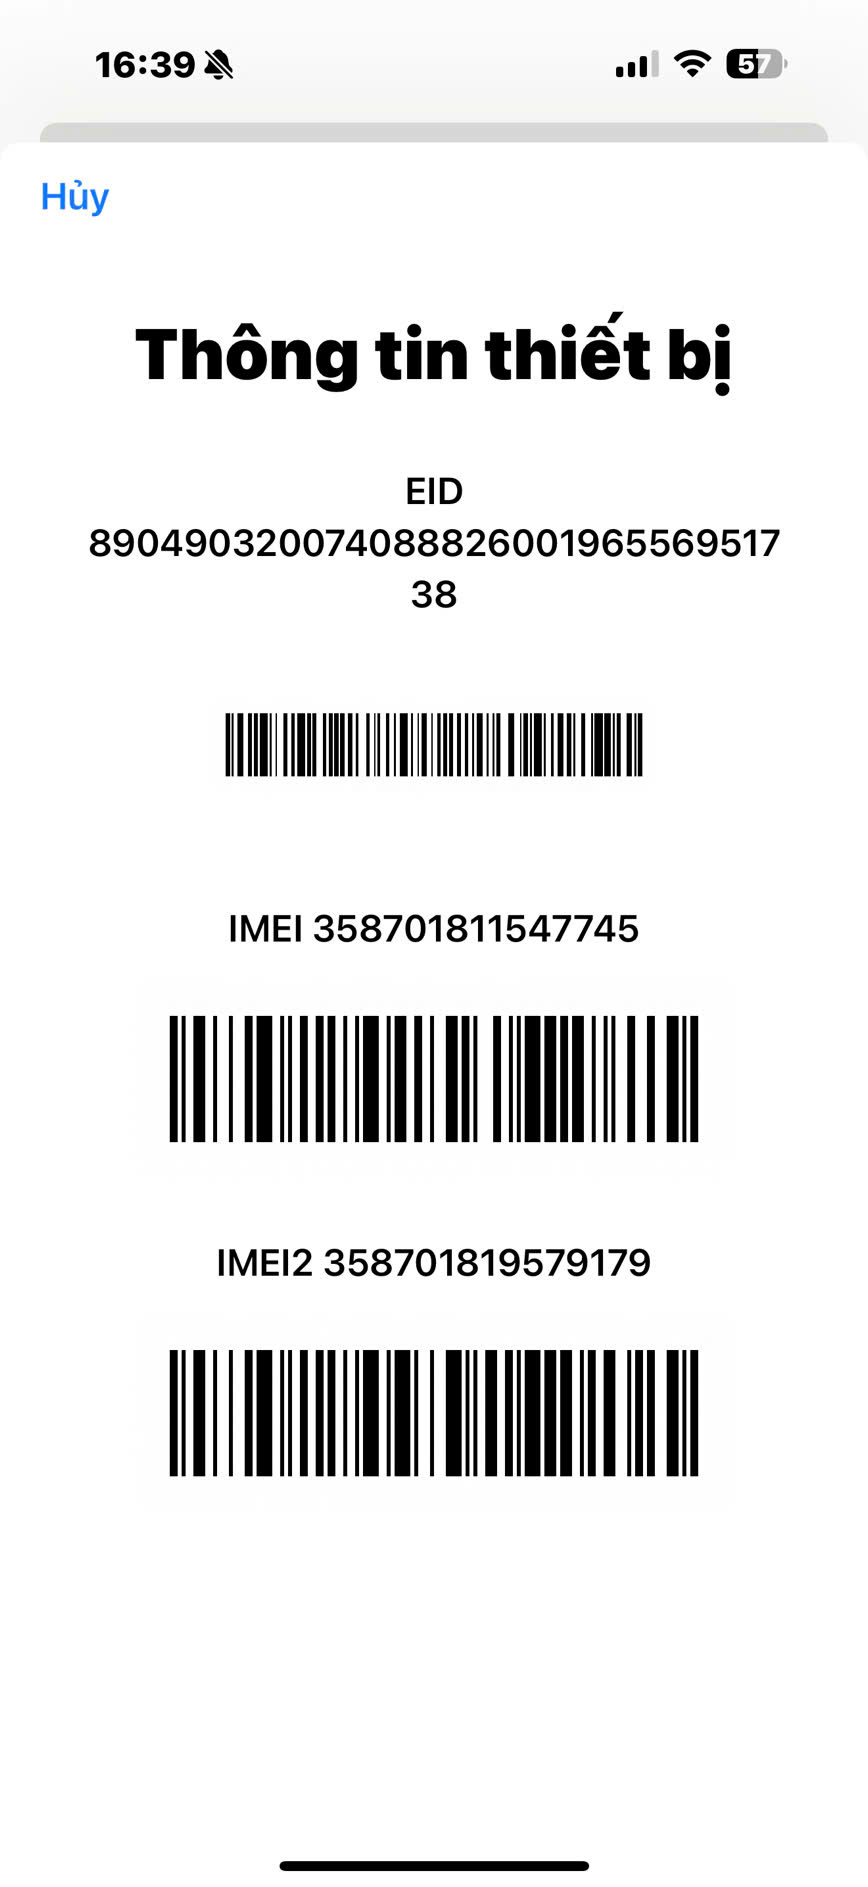 16:39
57
Hủy
Thông tin thiết bị
EID
890490320074088826001965569517
38
IMEI 358701811547745
IMEI2 358701819579179